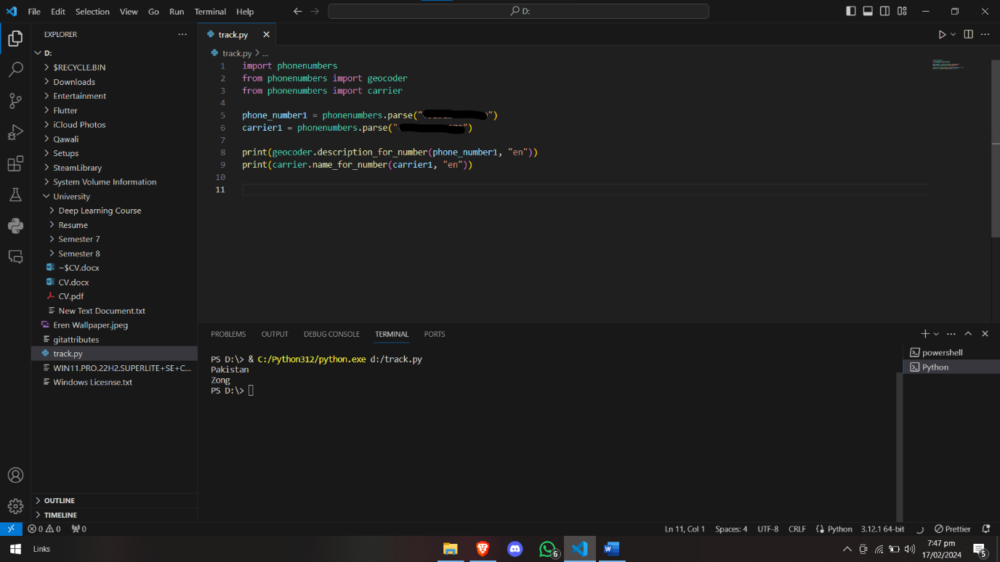 File Edit Selection View Go Run Terminal Help
D:
EXPLORER
track.py
D:
$RECYCLE.BIN
Downloads
Entertainment
Flutter
iCloud Photos
Qawali
Setups
SteamLibrary
System Volume Information
University
Deep Learning Course
Resume
Semester 7
Semester 8
~$CV.docx
CV.docx
CV.pdf
New Text Document.txt
Eren Wallpaper.jpeg
gitattributes
track.py
WIN11.PRO.22H2.SUPERLITE+SE+C...
Windows Licesnse.txt
OUTLINE
TIMELINE
track.py > ...
1 import phonenumbers
2 from phonenumbers import geocoder
3 from phonenumbers import carrier
4
5 phone_number1 = phonenumbers.parse("")
6 carrier1 = phonenumbers.parse("")
7
8 print(geocoder.description_for_number(phone_number1, "en"))
9 print(carrier.name_for_number(carrier1, "en"))
10
11
PROBLEMS OUTPUT DEBUG CONSOLE TERMINAL PORTS
PS D:\> & C:/Python312/python.exe d:/track.py
Pakistan
Zong
PS D:\>
powershell
Python
0 0 0
Ln 11, Col 1 Spaces: 4 UTF-8 CRLF Python 3.12.1 64-bit Prettier
Links
6
7:47 pm
17/02/2024
5